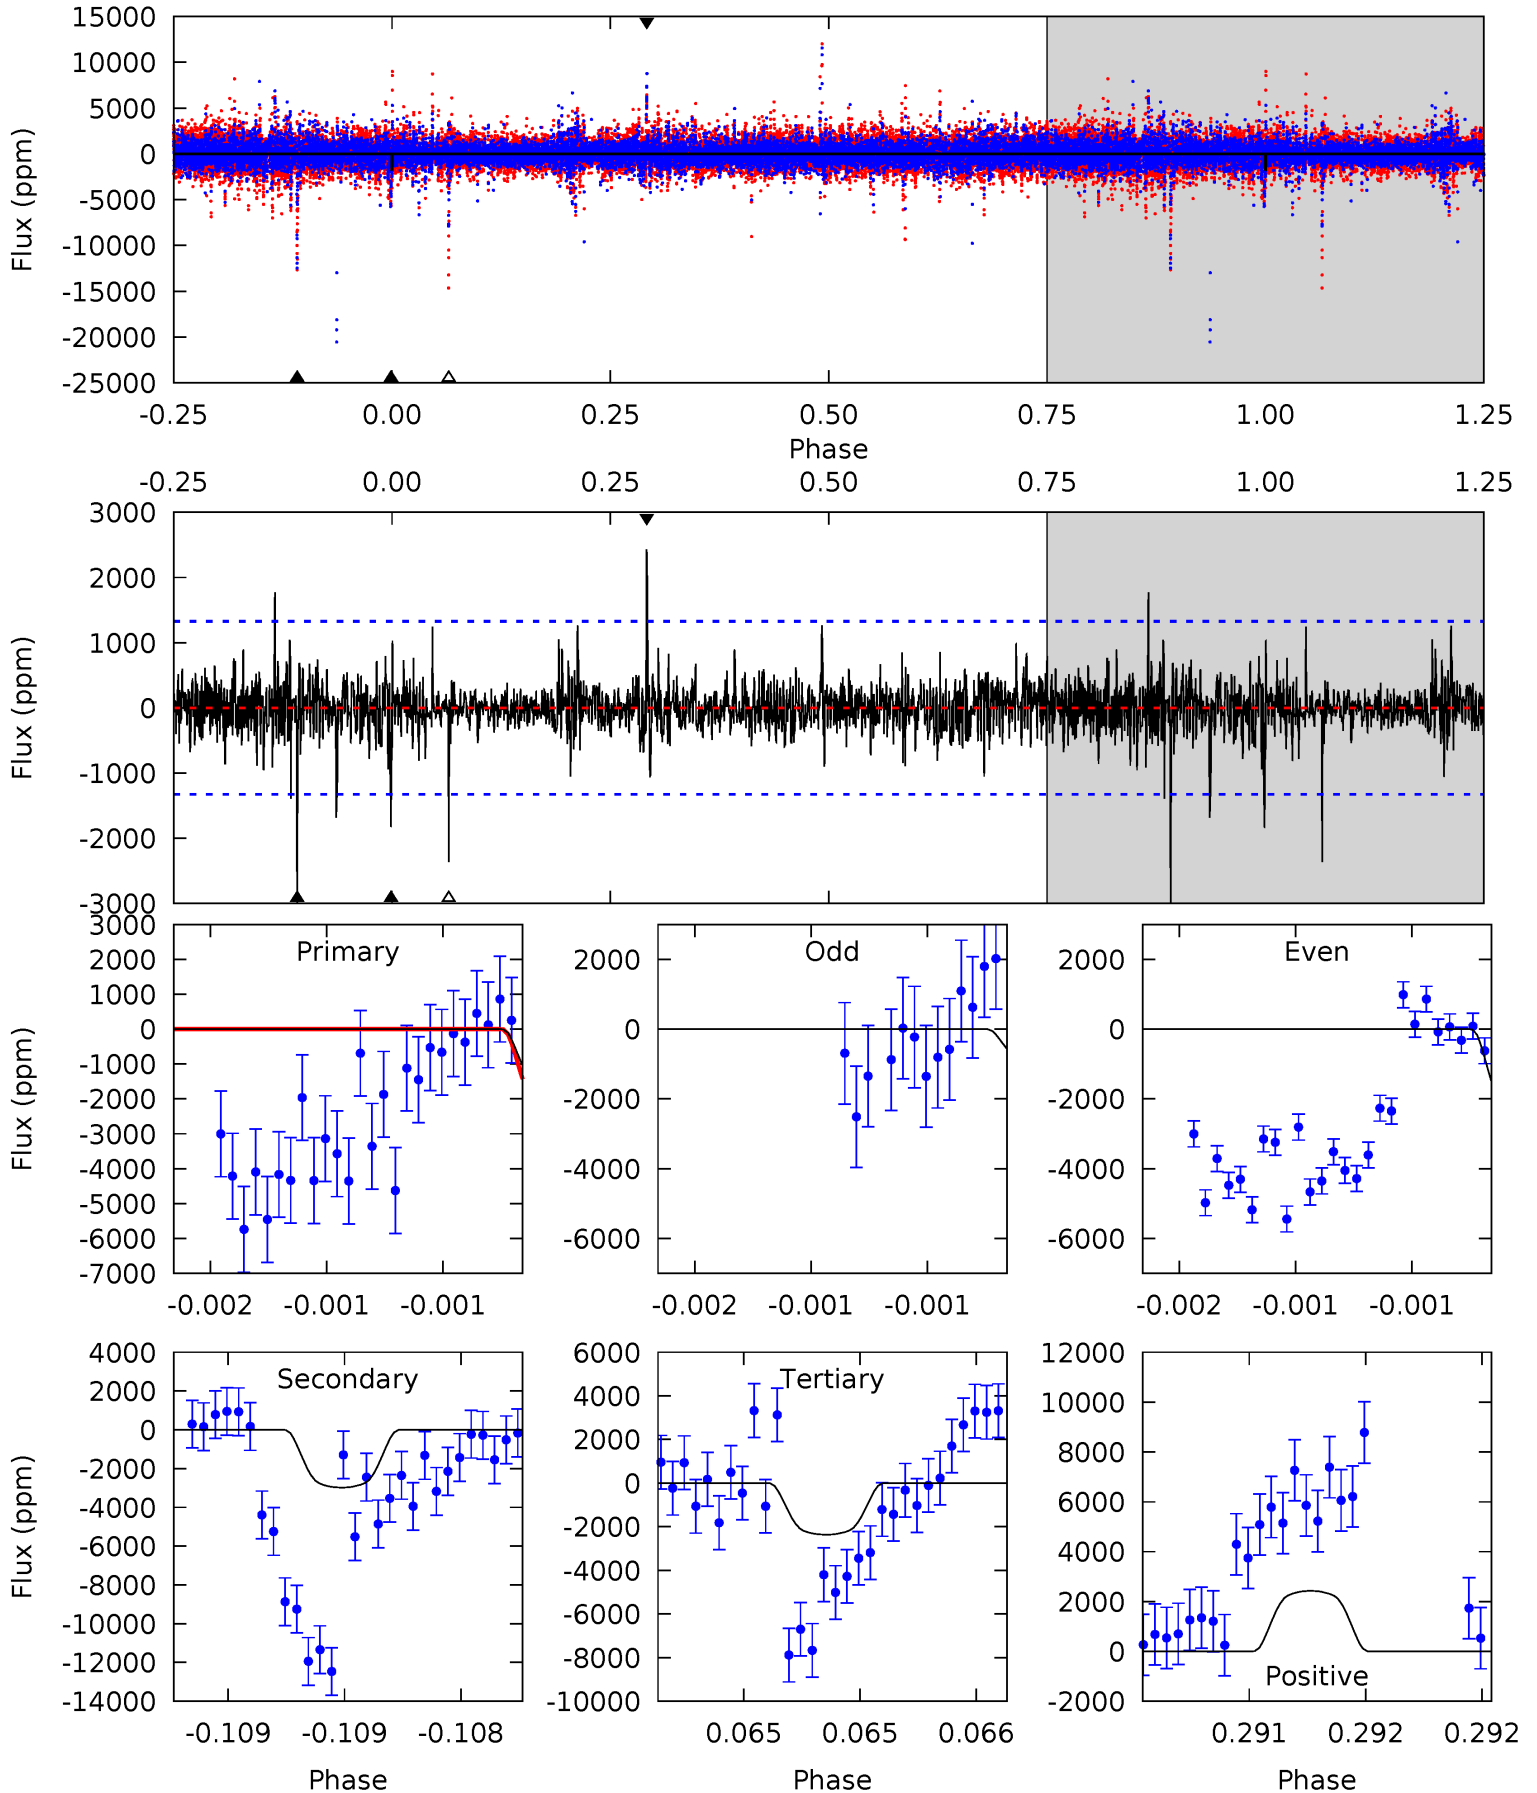 15000
10000
5000
0
-5000
-10000
-15000
-20000
-25000
Flux (ppm)
-0.25 0.00 0.25 0.50 0.75 1.00 1.25
Phase
-0.25 0.00 0.25 0.50 0.75 1.00 1.25
3000
2000
1000
0
-1000
-2000
-3000
Flux (ppm)
Primary
3000
2000
1000
0
-1000
-2000
-3000
-4000
-5000
-6000
-7000
Flux (ppm)
-0.002 -0.001 -0.001
Odd
2000
0
-2000
-4000
-6000
-0.002 -0.001 -0.001
Even
2000
0
-2000
-4000
-6000
-0.002 -0.001 -0.001
Secondary
4000
2000
0
-2000
-4000
-6000
-8000
-10000
-12000
-14000
Flux (ppm)
-0.109 -0.109 -0.108
Phase
Tertiary
6000
4000
2000
0
-2000
-4000
-6000
-8000
-10000
0.065 0.065 0.066
Phase
12000
10000
8000
6000
4000
2000
0
-2000
Positive
0.291 0.292 0.292
Phase